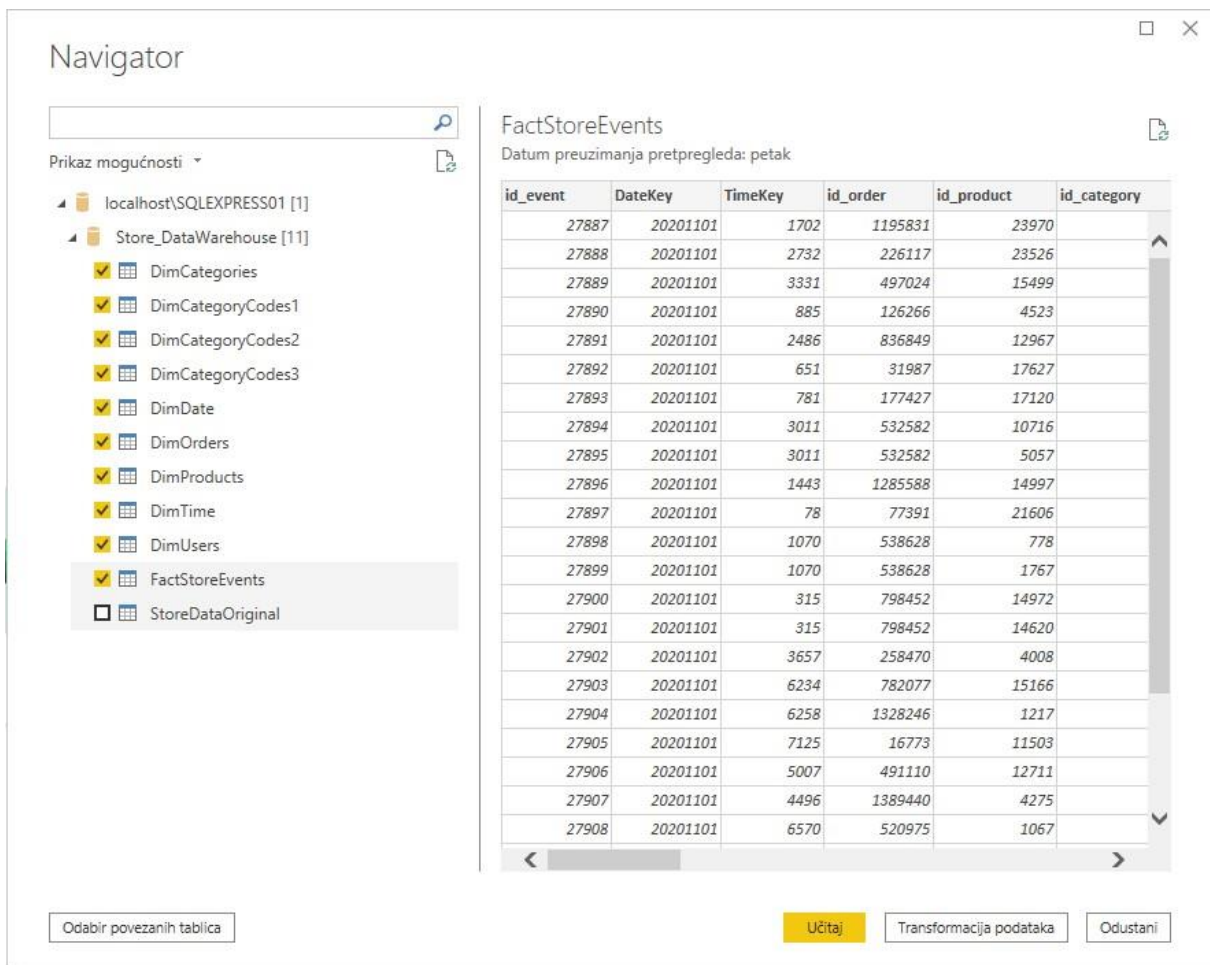 Navigator
Prikaz mogućnosti
localhost\SQLEXPRESS01 [1]
Store_DataWarehouse [11]
DimCategories
DimCategoryCodes1
DimCategoryCodes2
DimCategoryCodes3
DimDate
DimOrders
DimProducts
DimTime
DimUsers
FactStoreEvents
StoreDataOriginal
FactStoreEvents
Datum preuzimanja pretpregleda: petak
id_event DateKey TimeKey id_order id_product id_category
27887 20201101 1702 1195831 23970
27888 20201101 2732 226117 23526
27889 20201101 3331 497024 15499
27890 20201101 885 126266 4523
27891 20201101 2486 836849 12967
27892 20201101 651 31987 17627
27893 20201101 781 177427 17120
27894 20201101 3011 532582 10716
27895 20201101 3011 532582 5057
27896 20201101 1443 1285588 14997
27897 20201101 78 77391 21606
27898 20201101 1070 538628 778
27899 20201101 1070 538628 1767
27900 20201101 315 798452 14972
27901 20201101 315 798452 14620
27902 20201101 3657 258470 4008
27903 20201101 6234 782077 15166
27904 20201101 6258 1328246 1217
27905 20201101 7125 16773 11503
27906 20201101 5007 491110 12711
27907 20201101 4496 1389440 4275
27908 20201101 6570 520975 1067
Odabir povezanih tablica
Učitaj
Transformacija podataka
Odustani